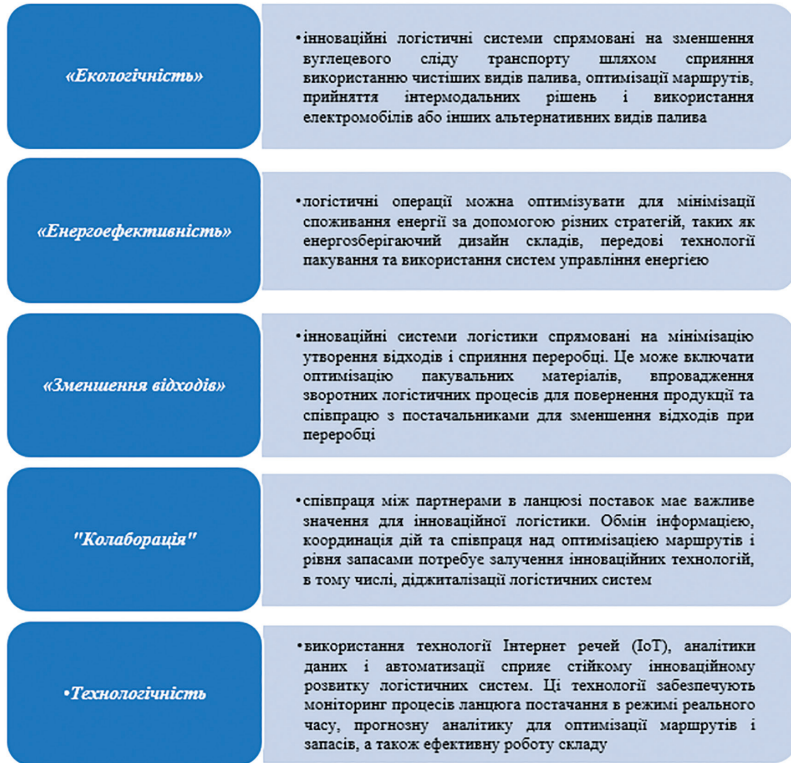 «Екологічність»
•інноваційні логістичні системи спрямовані на зменшення
вуглецевого сліду транспорту шляхом сприяння
використанню чистіших видів палива, оптимізації маршрутів,
прийняття інтермодальних рішень і використання
електромобілів або інших альтернативних видів палива
«Енергоефективність»
•логістичні операції можна оптимізувати для мінімізації
споживання енергії за допомогою різних стратегій, таких як
енергозберігаючий дизайн складів, передові технології
пакування та використання систем управління енергією
«Зменшення відходів»
•інноваційні системи логістики спрямовані на мінімізацію
утворення відходів і сприяння переробці. Це може включати
оптимізацію пакувальних матеріалів, впровадження
зворотних логістичних процесів для повернення продукції та
співпрацю з постачальниками для зменшення відходів при
переробці
"Колаборація"
•співпраця між партнерами в ланцюзі поставок має важливе
значення для інноваційної логістики. Обмін інформацією,
координація дій та співпраця над оптимізацією маршрутів і
рівня запасами потребує залучення інноваційних технологій,
в тому числі, діджиталізації логістичних систем
•Технологічність
•використання технології Інтернет речей (IoT), аналітики
даних і автоматизації сприяє стійкому інноваційному
розвитку логістичних систем. Ці технології забезпечують
моніторинг процесів ланцюга постачання в режимі реального
часу, прогнозну аналітику для оптимізації маршрутів і
запасів, а також ефективну роботу складу